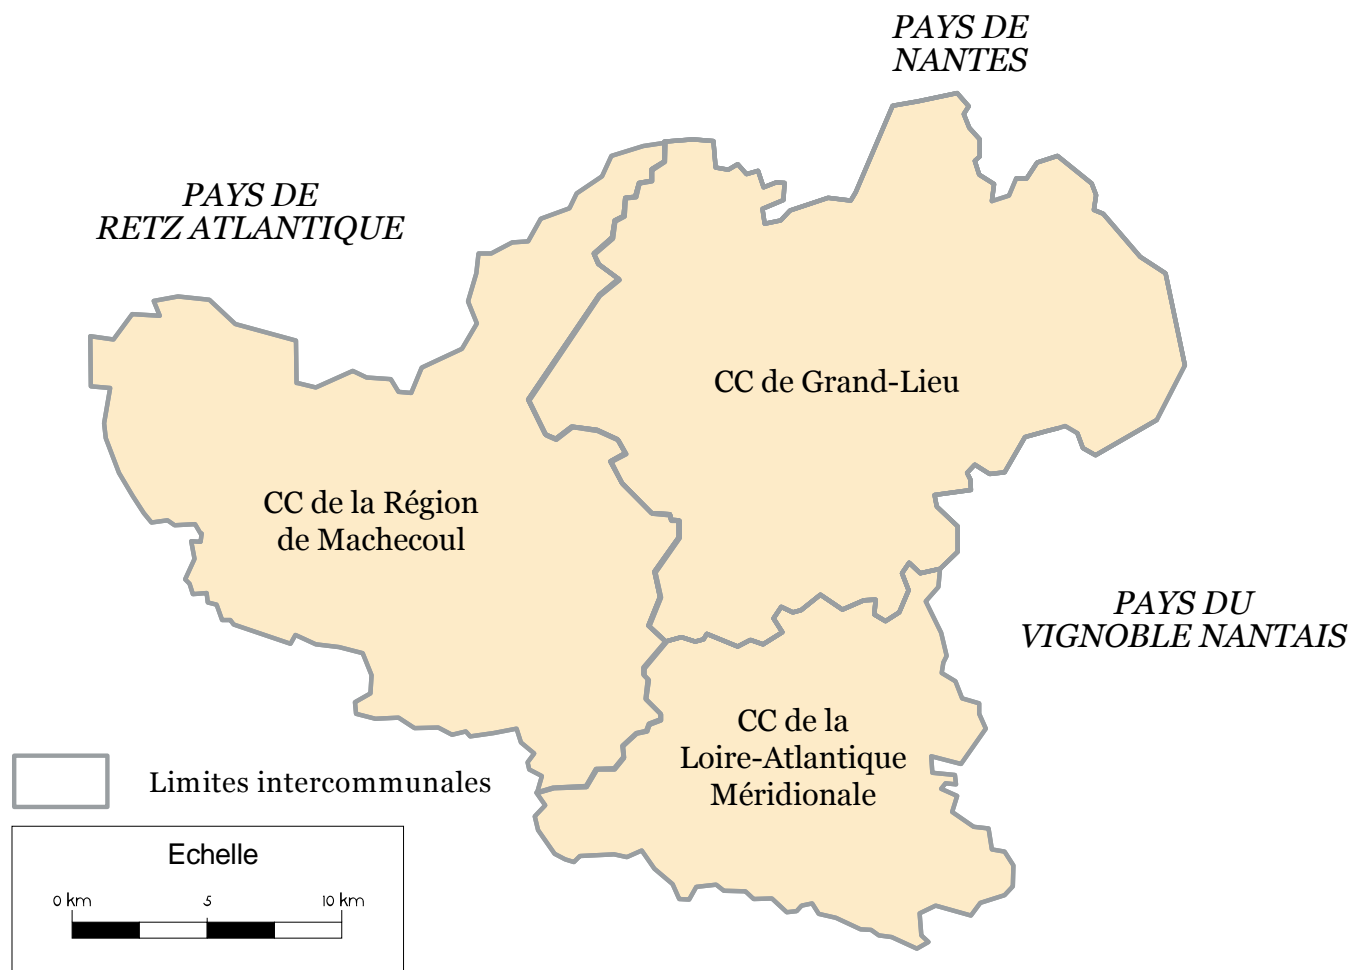 PAYS DE
NANTES
PAYS DE
RETZ ATLANTIQUE
CC de Grand-Lieu
CC de la Région
de Machecoul
PAYS DU
VIGNOBLE NANTAIS
CC de la
Loire-Atlantique
Méridionale
Limites intercommunales
Echelle
0 km 5 10 km